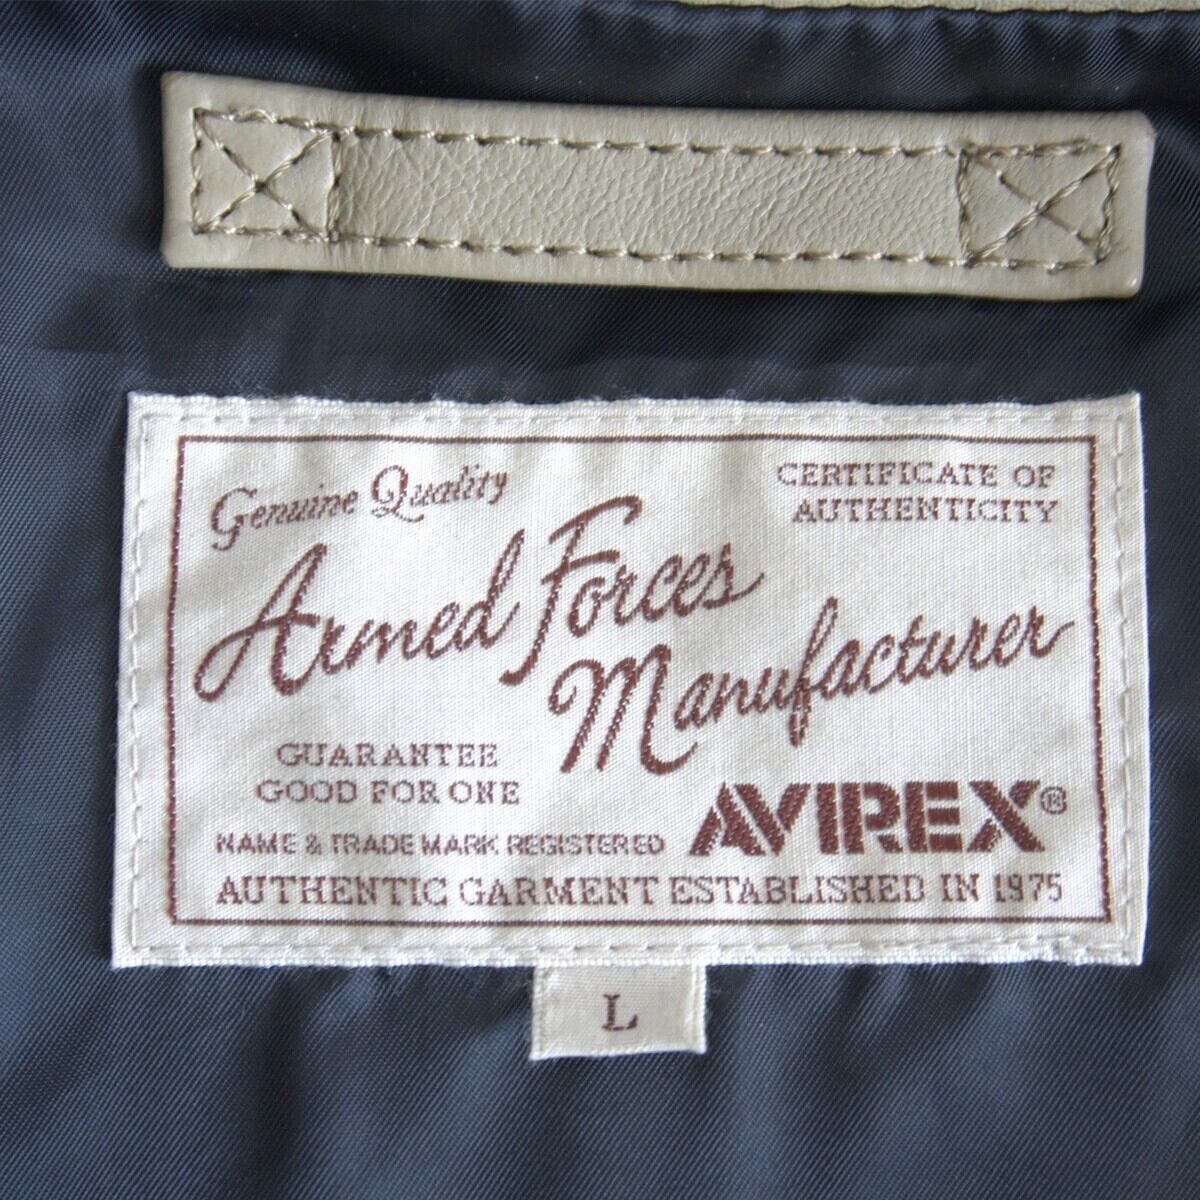 Genuine Quality
CERTIFICATE OF
AUTHENTICITY
Armed Forces
Manufacturer
GUARANTEE
GOOD FOR ONE
AVIREX®
NAME & TRADE MARK REGISTERED
AUTHENTIC GARMENT ESTABLISHED IN 1975
L